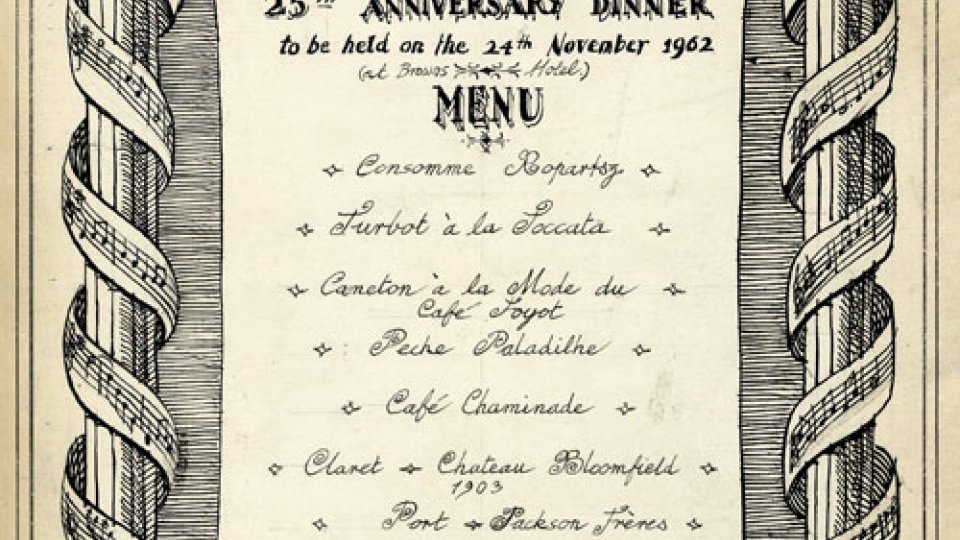 25TH ANNIVERSARY DINNER
to be held on the 24th November 1962
(at Browns Hotel)
MENU
Consomme Ropartsz
Turbot à la Toccata
Caneton à la Mode du
Café Foyot
Peche Paladilhe
Café Chaminade
Claret Chateau Bloomfield
1903
Port Jackson Frères